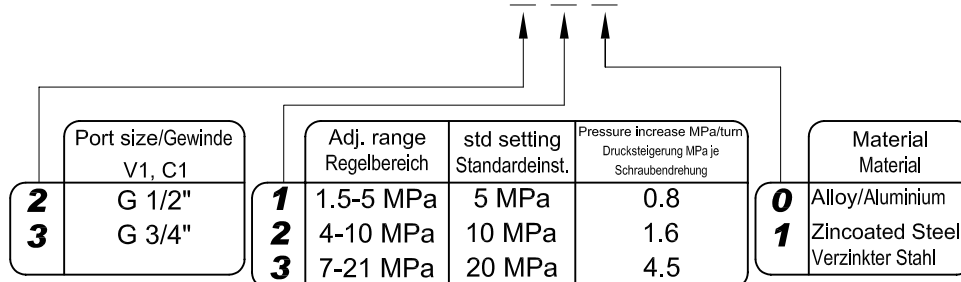 Port size/Gewinde
V1, C1
2 G 1/2"
3 G 3/4"
Adj. range std setting Pressure increase MPa/turn
Regelbereich Standardeinst. Drucksteigerung MPa je
Schraubendrehung
1 1.5-5 MPa 5 MPa 0.8
2 4-10 MPa 10 MPa 1.6
3 7-21 MPa 20 MPa 4.5
Material
Material
0 Alloy/Aluminium
1 Zincoated Steel
Verzinkter Stahl